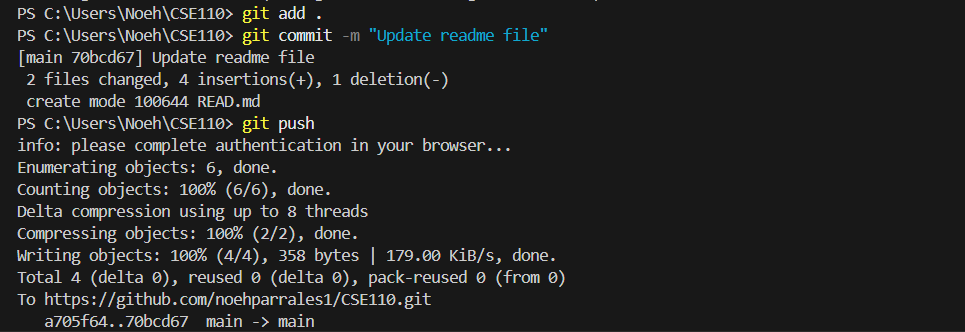 PS C:\Users\Noeh\CSE110> git add .
PS C:\Users\Noeh\CSE110> git commit -m "Update readme file"
[main 70bcd67] Update readme file
 2 files changed, 4 insertions(+), 1 deletion(-)
 create mode 100644 READ.md
PS C:\Users\Noeh\CSE110> git push
info: please complete authentication in your browser...
Enumerating objects: 6, done.
Counting objects: 100% (6/6), done.
Delta compression using up to 8 threads
Compressing objects: 100% (2/2), done.
Writing objects: 100% (4/4), 358 bytes | 179.00 KiB/s, done.
Total 4 (delta 0), reused 0 (delta 0), pack-reused 0 (from 0)
To https://github.com/noehparrales1/CSE110.git
   a705f64..70bcd67  main -> main